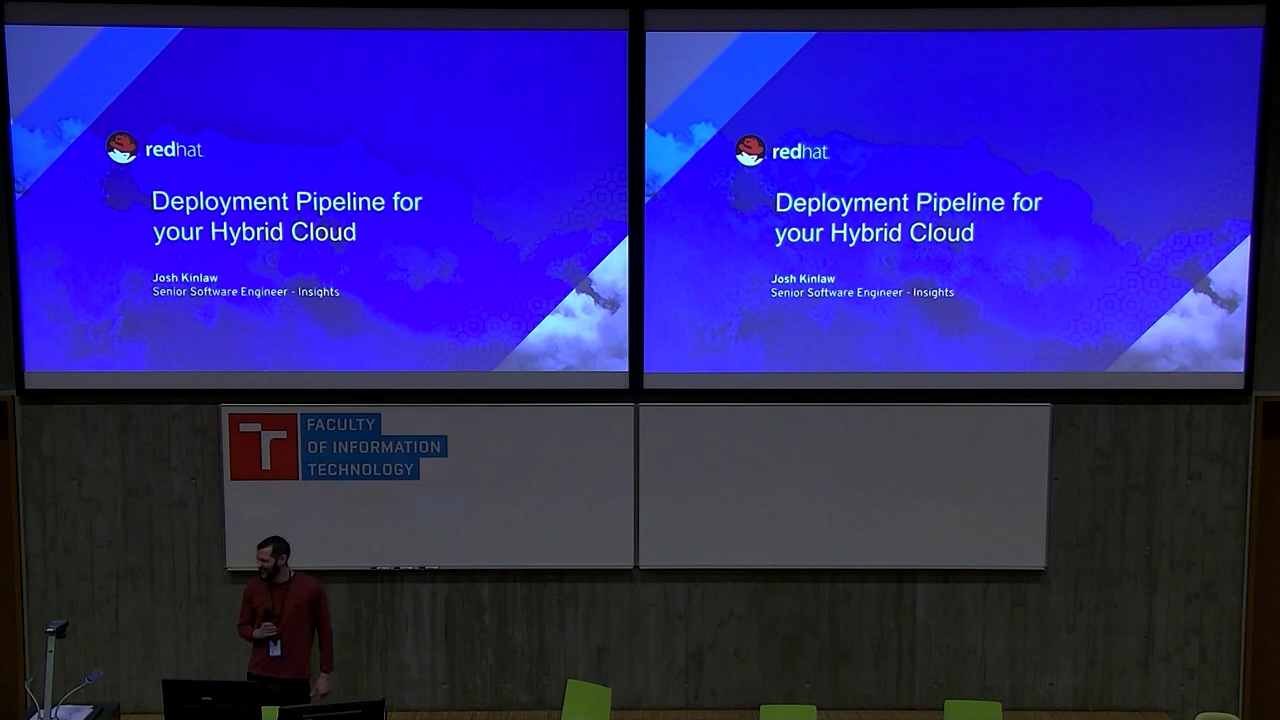 redhat
Deployment Pipeline for
your Hybrid Cloud
Josh Kinlaw
Senior Software Engineer - Insights
redhat
Deployment Pipeline for
your Hybrid Cloud
Josh Kinlaw
Senior Software Engineer - Insights
FACULTY
OF INFORMATION
TECHNOLOGY